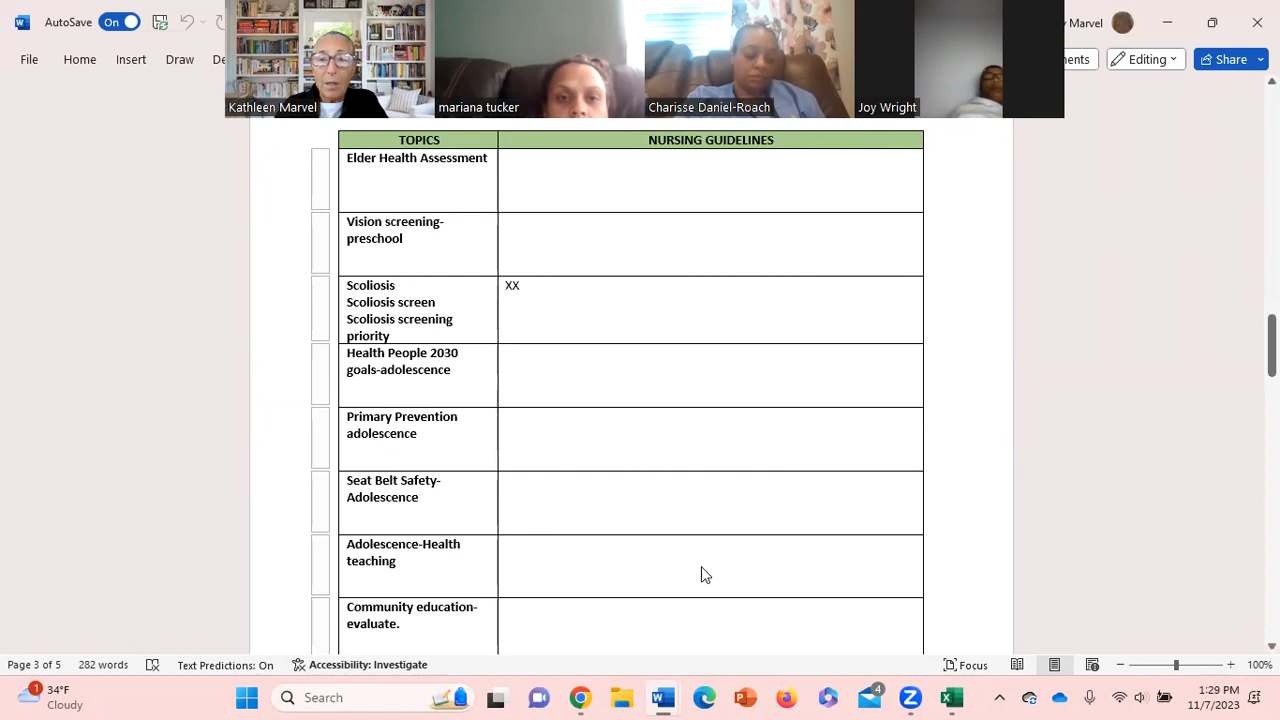 AutoSave On
y Marvel
File Home Insert Draw
Editing Share
Kathleen Marvel
mariana tucker
Charisse Daniel-Roach
Joy Wright
TOPICS NURSING GUIDELINES
Elder Health Assessment
Vision screening-
preschool
Scoliosis XX
Scoliosis screen
Scoliosis screening
priority
Health People 2030
goals-adolescence
Primary Prevention
adolescence
Seat Belt Safety-
Adolescence
Adolescence-Health
teaching
Community education-
evaluate.
Page 3 of 5 282 words Text Predictions: On Accessibility: Investigate Focus 100%
1 34°F
Cloudy
Search
4
1:29 PM
11/7/2023